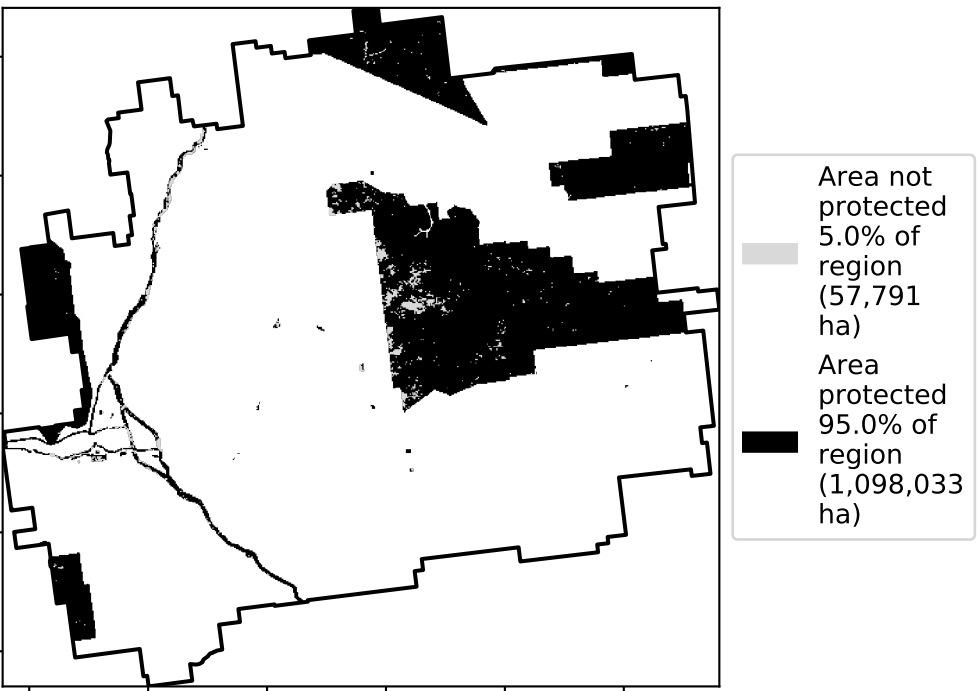 Area not
protected
5.0% of
region
(57,791
ha)
Area
protected
95.0% of
region
(1,098,033
ha)